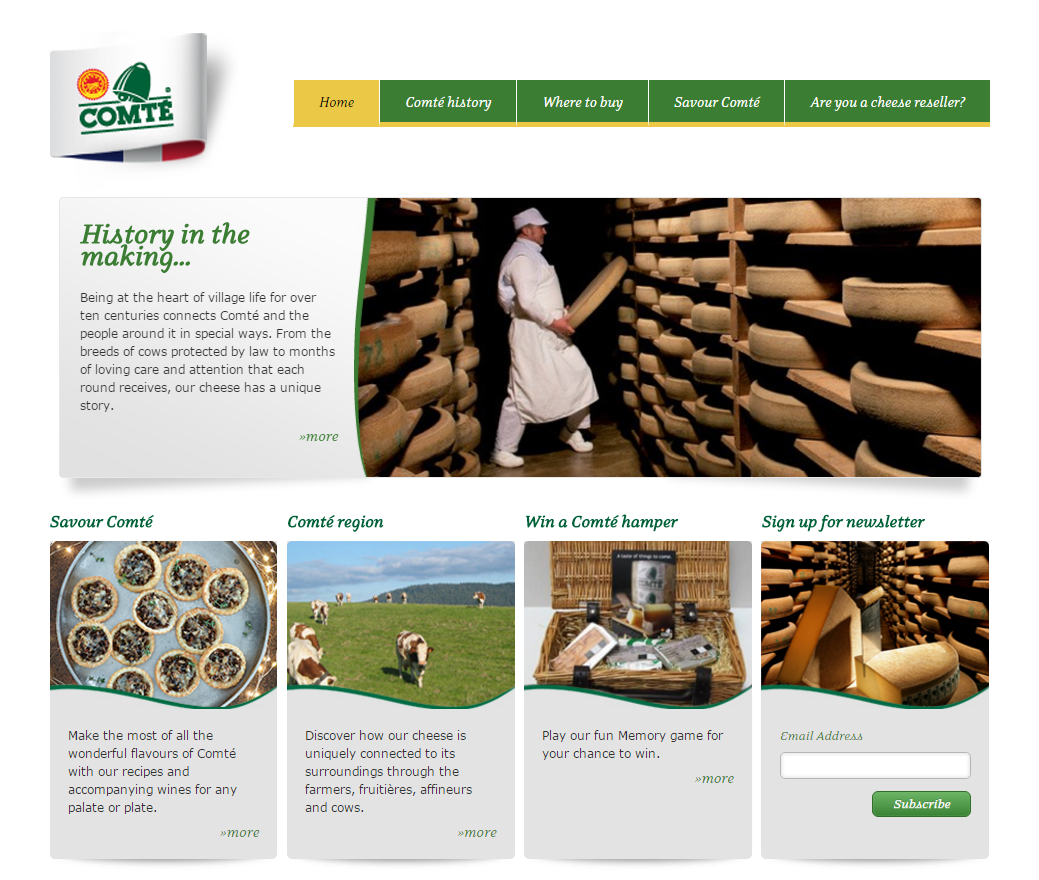 COMTÉ
Home
Comté history
Where to buy
Savour Comté
Are you a cheese reseller?
History in the
making...
Being at the heart of village life for over
ten centuries connects Comté and the
people around it in special ways. From the
breeds of cows protected by law to months
of loving care and attention that each
round receives, our cheese has a unique
story.
»more
Savour Comté
Comté region
Win a Comté hamper
Sign up for newsletter
A taste of things to come.
COMTÉ
Make the most of all the
wonderful flavours of Comté
with our recipes and
accompanying wines for any
palate or plate.
»more
Discover how our cheese is
uniquely connected to its
surroundings through the
farmers, fruitières, affineurs
and cows.
»more
Play our fun Memory game for
your chance to win.
»more
Email Address
Subscribe